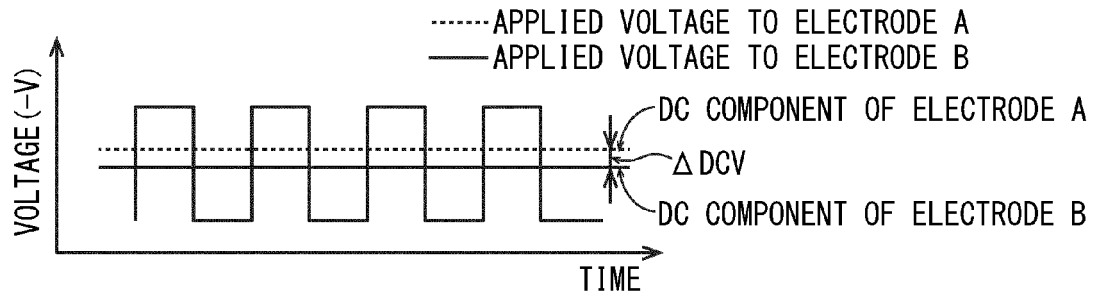 APPLIED VOLTAGE TO ELECTRODE A
APPLIED VOLTAGE TO ELECTRODE B
VOLTAGE(-V)
DC COMPONENT OF ELECTRODE A
ΔDCV
DC COMPONENT OF ELECTRODE B
TIME